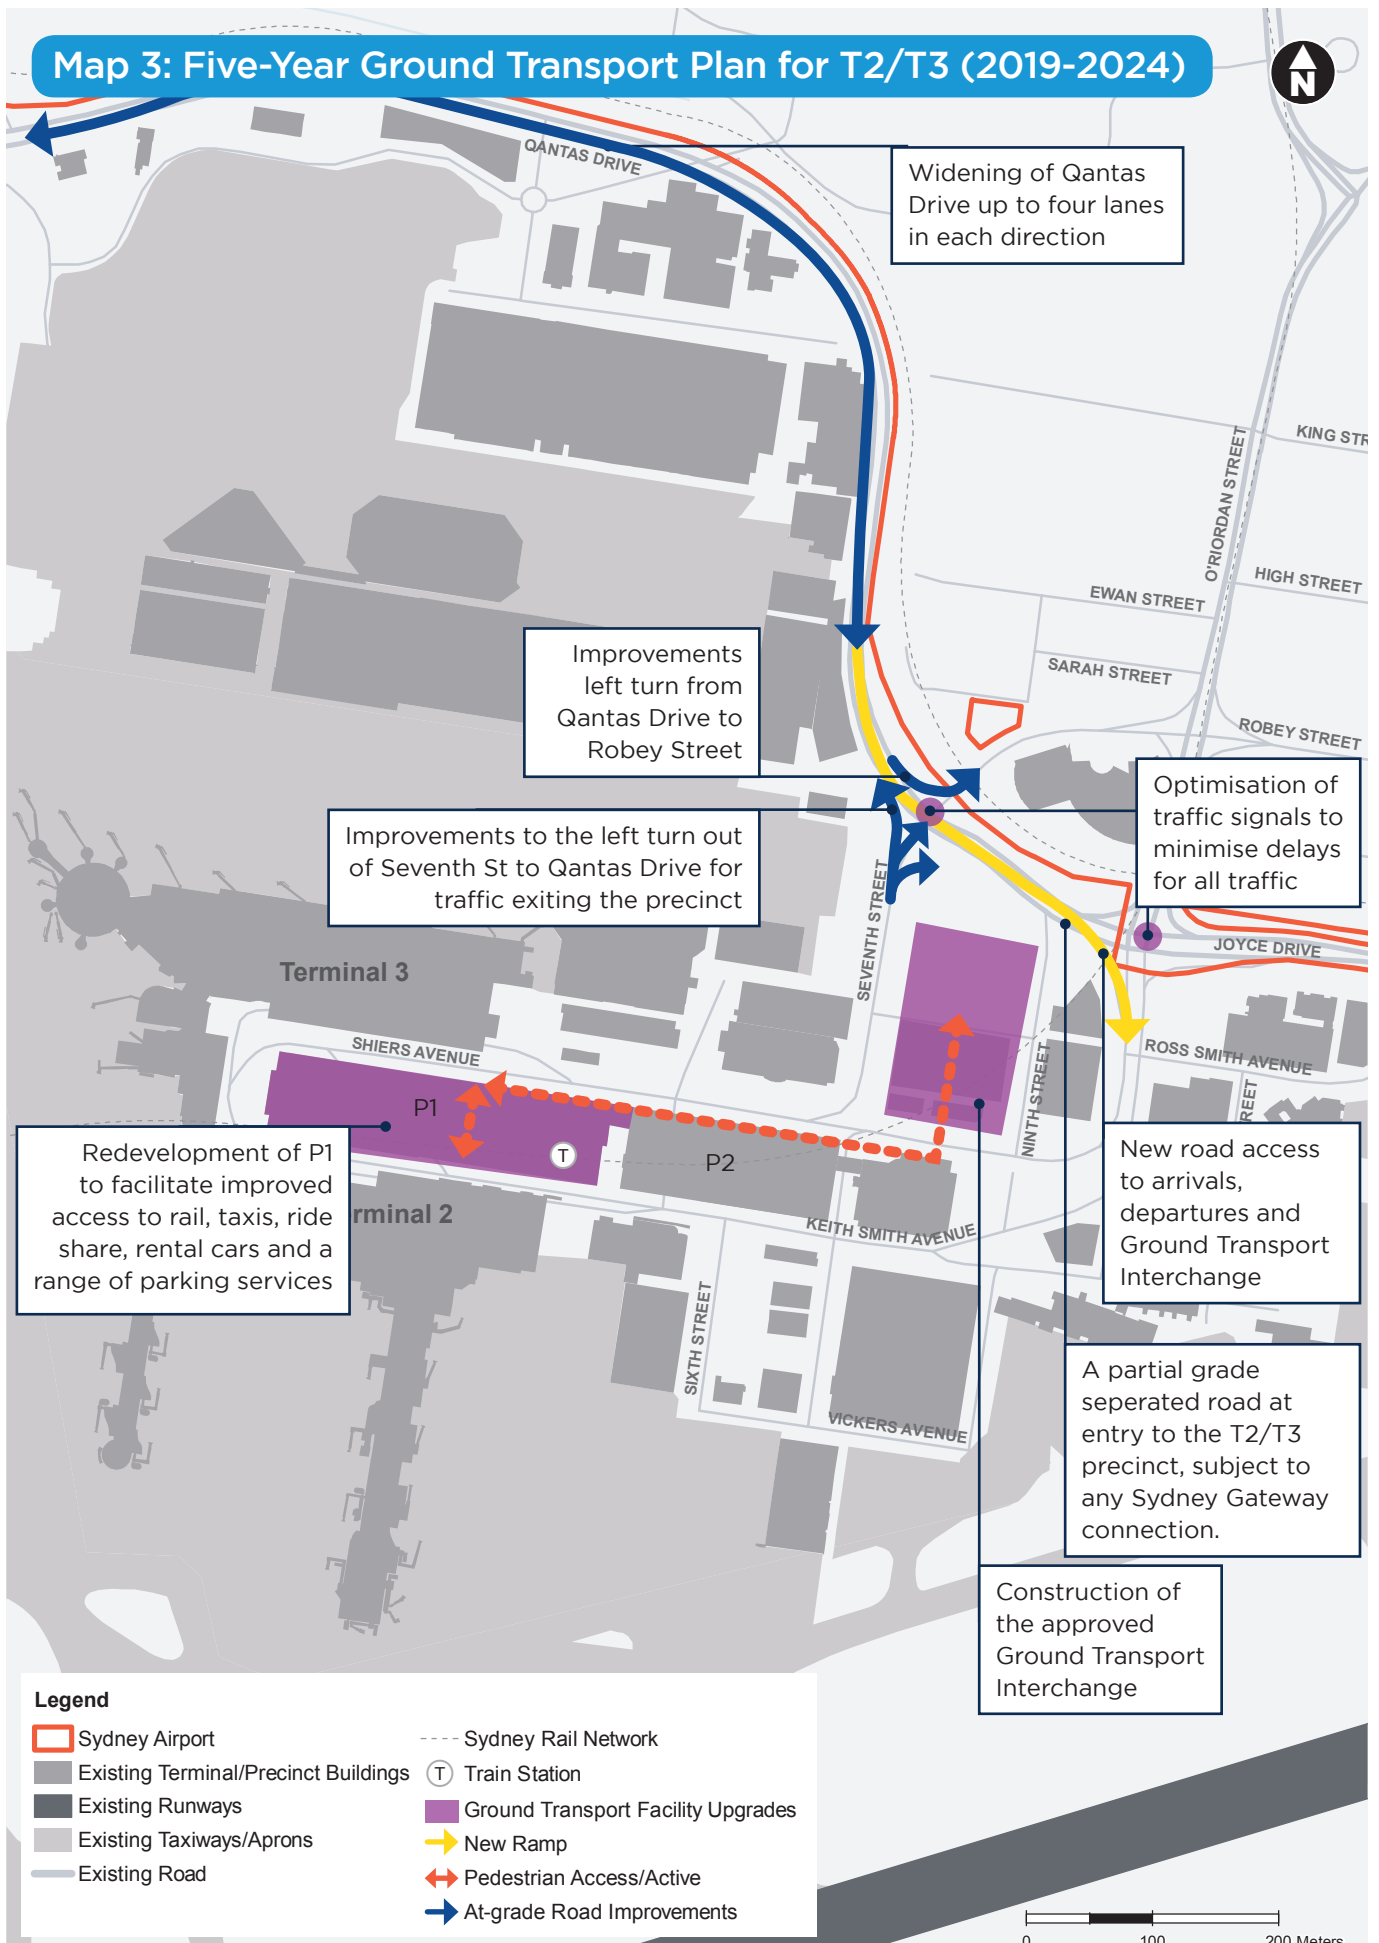 Map 3: Five-Year Ground Transport Plan for T2/T3 (2019-2024)
N
QANTAS DRIVE
Widening of Qantas
Drive up to four lanes
in each direction
O'RIORDAN STREET
KING STR
HIGH STREET
EWAN STREET
SARAH STREET
ROBEY STREET
Improvements
left turn from
Qantas Drive to
Robey Street
Optimisation of
traffic signals to
minimise delays
for all traffic
Improvements to the left turn out
of Seventh St to Qantas Drive for
traffic exiting the precinct
SEVENTH STREET
JOYCE DRIVE
Terminal 3
SHIERS AVENUE
NINTH STREET
ROSS SMITH AVENUE
REET
P1
T
P2
Redevelopment of P1
to facilitate improved
access to rail, taxis, ride
share, rental cars and a
range of parking services
rminal 2
KEITH SMITH AVENUE
New road access
to arrivals,
departures and
Ground Transport
Interchange
SIXTH STREET
VICKERS AVENUE
A partial grade
seperated road at
entry to the T2/T3
precinct, subject to
any Sydney Gateway
connection.
Construction of
the approved
Ground Transport
Interchange
Legend
Sydney Airport
Existing Terminal/Precinct Buildings
Existing Runways
Existing Taxiways/Aprons
Existing Road
Sydney Rail Network
T Train Station
Ground Transport Facility Upgrades
New Ramp
Pedestrian Access/Active
At-grade Road Improvements
0 100 200 Meters